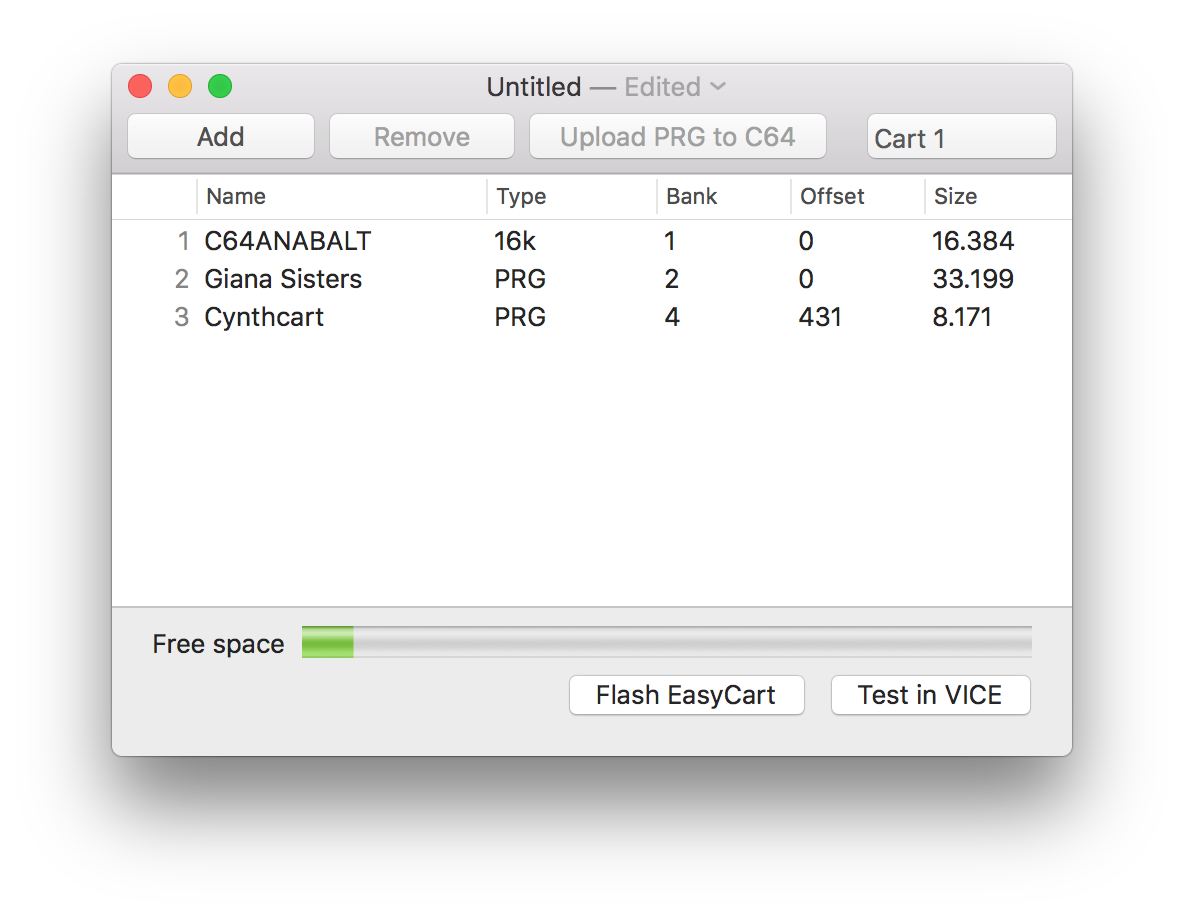 Untitled — Edited
Add Remove Upload PRG to C64 Cart 1
Name Type Bank Offset Size
1 C64ANABALT 16k 1 0 16.384
2 Giana Sisters PRG 2 0 33.199
3 Cynthcart PRG 4 431 8.171
Free space
Flash EasyCart Test in VICE